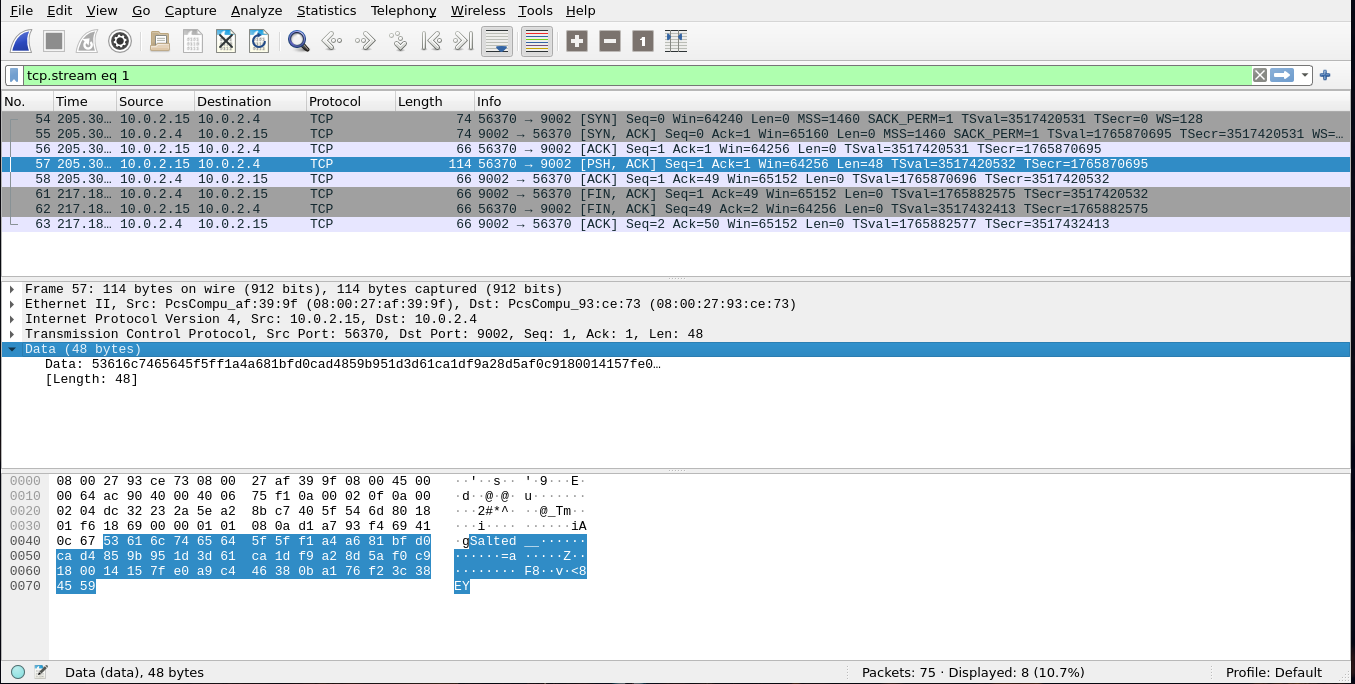 File Edit View Go Capture Analyze Statistics Telephony Wireless Tools Help
tcp.stream eq 1
No. Time Source Destination Protocol Length Info
54 205.30… 10.0.2.15 10.0.2.4 TCP 74 56370 → 9002 [SYN] Seq=0 Win=64240 Len=0 MSS=1460 SACK_PERM=1 TSval=3517420531 TSecr=0 WS=128
55 205.30… 10.0.2.4 10.0.2.15 TCP 74 9002 → 56370 [SYN, ACK] Seq=0 Ack=1 Win=65160 Len=0 MSS=1460 SACK_PERM=1 TSval=1765870695 TSecr=3517420531 WS=…
56 205.30… 10.0.2.15 10.0.2.4 TCP 66 56370 → 9002 [ACK] Seq=1 Ack=1 Win=64256 Len=0 TSval=3517420531 TSecr=1765870695
57 205.30… 10.0.2.15 10.0.2.4 TCP 114 56370 → 9002 [PSH, ACK] Seq=1 Ack=1 Win=64256 Len=48 TSval=3517420532 TSecr=1765870695
58 205.30… 10.0.2.4 10.0.2.15 TCP 66 9002 → 56370 [ACK] Seq=1 Ack=49 Win=65152 Len=0 TSval=1765870696 TSecr=3517420532
61 217.18… 10.0.2.4 10.0.2.15 TCP 66 9002 → 56370 [FIN, ACK] Seq=1 Ack=49 Win=65152 Len=0 TSval=1765882575 TSecr=3517420532
62 217.18… 10.0.2.15 10.0.2.4 TCP 66 56370 → 9002 [FIN, ACK] Seq=49 Ack=2 Win=64256 Len=0 TSval=3517432413 TSecr=1765882575
63 217.18… 10.0.2.4 10.0.2.15 TCP 66 9002 → 56370 [ACK] Seq=2 Ack=50 Win=65152 Len=0 TSval=1765882577 TSecr=3517432413
Frame 57: 114 bytes on wire (912 bits), 114 bytes captured (912 bits)
Ethernet II, Src: PcsCompu_af:39:9f (08:00:27:af:39:9f), Dst: PcsCompu_93:ce:73 (08:00:27:93:ce:73)
Internet Protocol Version 4, Src: 10.0.2.15, Dst: 10.0.2.4
Transmission Control Protocol, Src Port: 56370, Dst Port: 9002, Seq: 1, Ack: 1, Len: 48
Data (48 bytes)
Data: 53616c7465645f5ff1a4a681bfd0cad4859b951d3d61ca1df9a28d5af0c9180014157fe0…
[Length: 48]
0000 08 00 27 93 ce 73 08 00 27 af 39 9f 08 00 45 00 ··'··s·· '·9···E·
0010 00 64 ac 90 40 00 40 06 75 f1 0a 00 02 0f 0a 00 ·d··@·@· u·······
0020 02 04 dc 32 23 2a 5e a2 8b c7 40 5f 54 6d 80 18 ···2#*^· ··@_Tm··
0030 01 f6 18 69 00 00 01 01 08 0a d1 a7 93 f4 69 41 ···i···· ······iA
0040 0c 67 53 61 6c 74 65 64 5f 5f f1 a4 a6 81 bf d0 ·gSalted __······
0050 ca d4 85 9b 95 1d 3d 61 ca 1d f9 a2 8d 5a f0 c9 ······=a ·····Z··
0060 18 00 14 15 7f e0 a9 c4 46 38 0b a1 76 f2 3c 38 ········ F8··v·<8
0070 45 59 EY
Data (data), 48 bytes Packets: 75 · Displayed: 8 (10.7%) Profile: Default